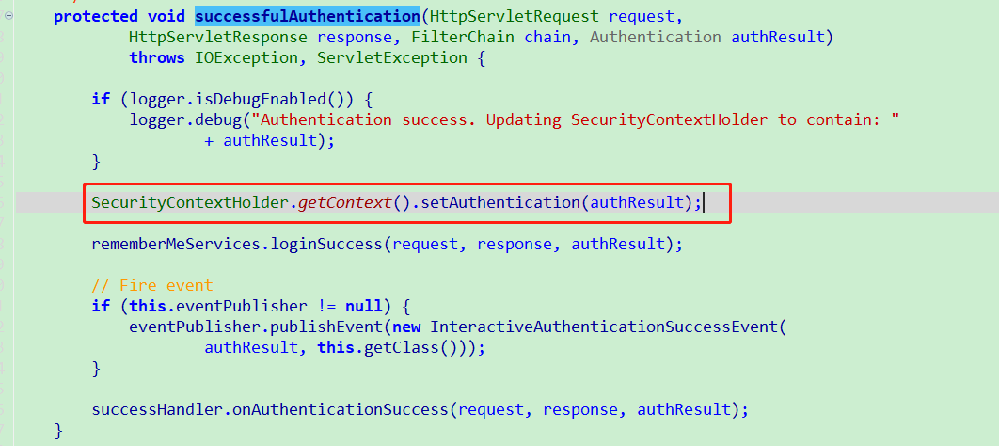 protected void successfulAuthentication(HttpServletRequest request,
HttpServletResponse response, FilterChain chain, Authentication authResult)
throws IOException, ServletException {
if (logger.isDebugEnabled()) {
logger.debug("Authentication success. Updating SecurityContextHolder to contain: "
+ authResult);
}
SecurityContextHolder.getContext().setAuthentication(authResult);
rememberMeServices.loginSuccess(request, response, authResult);
// Fire event
if (this.eventPublisher != null) {
eventPublisher.publishEvent(new InteractiveAuthenticationSuccessEvent(
authResult, this.getClass()));
}
successHandler.onAuthenticationSuccess(request, response, authResult);
}